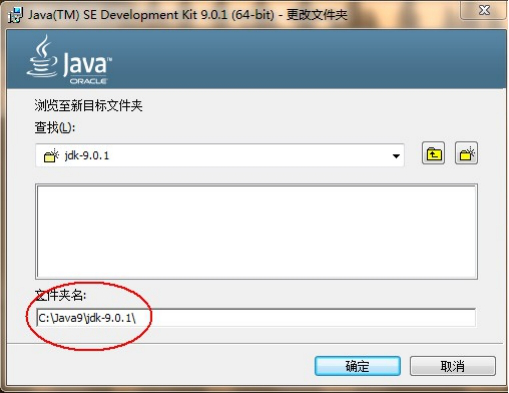 Java(TM) SE Development Kit 9.0.1 (64-bit) - 更改文件夹
Java™
ORACLE
浏览至新目标文件夹
查找(L):
jdk-9.0.1
文件夹名:
C:\Java9\jdk-9.0.1\
确定
取消